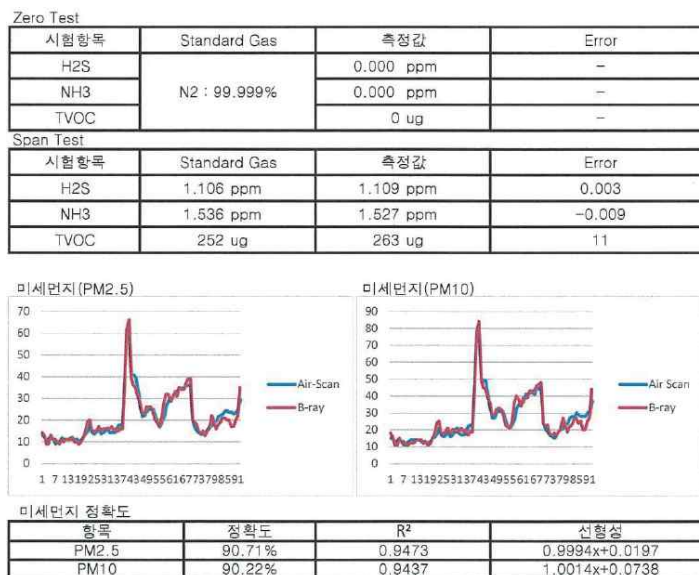 Zero Test
시험항목 Standard Gas 측정값 Error
H2S N2 : 99.999% 0.000 ppm -
NH3 0.000 ppm -
TVOC 0 ug -
Span Test
시험항목 Standard Gas 측정값 Error
H2S 1.106 ppm 1.109 ppm 0.003
NH3 1.536 ppm 1.527 ppm -0.009
TVOC 252 ug 263 ug 11
미세먼지(PM2.5) 미세먼지(PM10)
70
60
50
40
30
20
10
0
1 7 13192531374349556167737985 91
Air-Scan
B-ray
90
80
70
60
50
40
30
20
10
0
1 7 13192531374349556167737985 91
Air Scan
B-ray
미세먼지 정확도
항목 정확도 R² 선형성
PM2.5 90.71% 0.9473 0.9994x+0.0197
PM10 90.22% 0.9437 1.0014x+0.0738